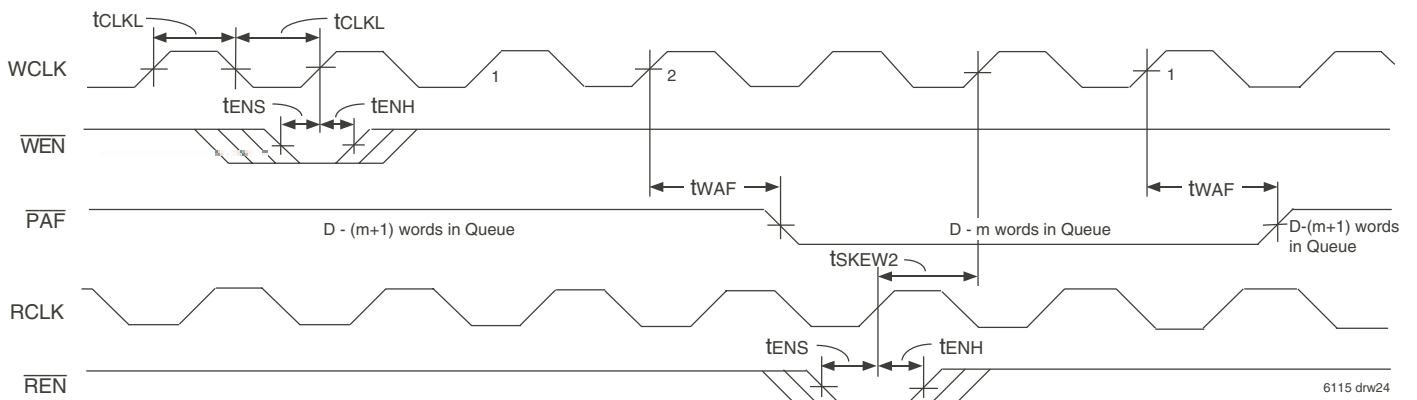 tCLKL
tCLKL
WCLK
1
2
1
tENS
tENH
WEN
tWAF
tWAF
PAF
D - (m+1) words in Queue
D - m words in Queue
D-(m+1) words
in Queue
tSKEW2
RCLK
tENS
tENH
REN
6115 drw24